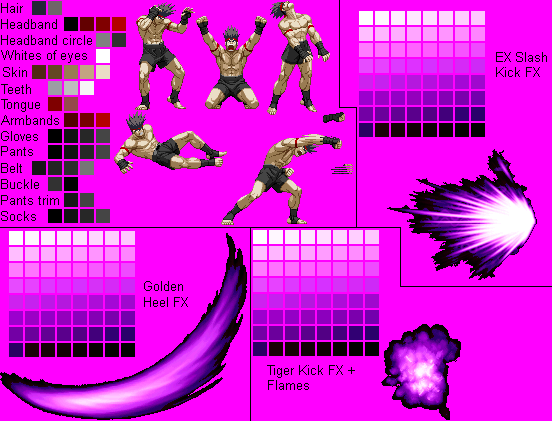 Hair
Headband
Headband circle
Whites of eyes
Skin
Teeth
Tongue
Armbands
Gloves
Pants
Belt
Buckle
Pants trim
Socks
EX Slash
Kick FX
Golden
Heel FX
Tiger Kick FX +
Flames